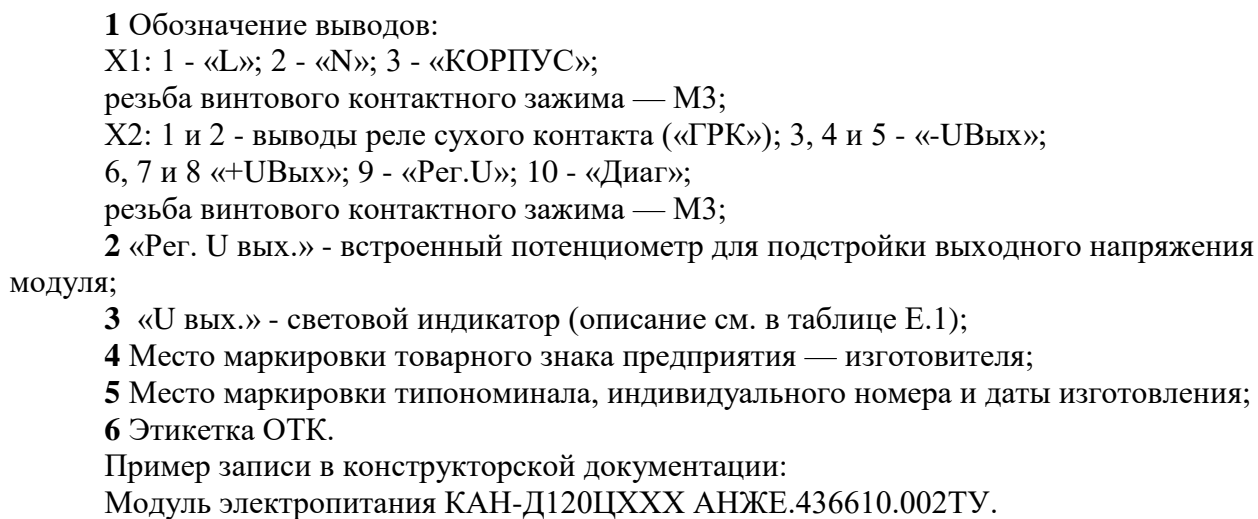 1 Обозначение выводов:
X1: 1 - «L»; 2 - «N»; 3 - «КОРПУС»;
резьба винтового контактного зажима — М3;
X2: 1 и 2 - выводы реле сухого контакта («ГРК»); 3, 4 и 5 - «-UВых»;
6, 7 и 8 «+UВых»; 9 - «Рег.U»; 10 - «Диаг»;
резьба винтового контактного зажима — М3;
2 «Рег. U вых.» - встроенный потенциометр для подстройки выходного напряжения
модуля;
3 «U вых.» - световой индикатор (описание см. в таблице Е.1);
4 Место маркировки товарного знака предприятия — изготовителя;
5 Место маркировки типономинала, индивидуального номера и даты изготовления;
6 Этикетка ОТК.
Пример записи в конструкторской документации:
Модуль электропитания КАН-Д120ЦХХХ АНЖЕ.436610.002ТУ.